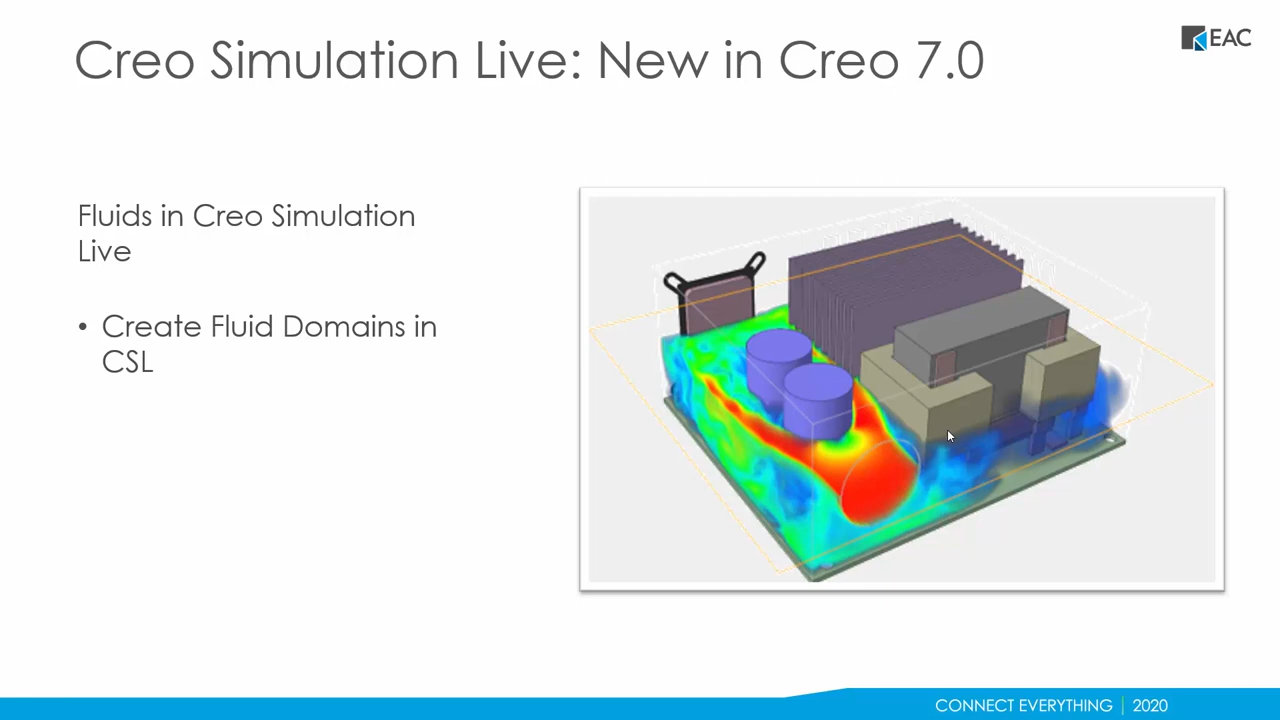 Creo Simulation Live: New in Creo 7.0
EAC
Fluids in Creo Simulation
Live
• Create Fluid Domains in
CSL
CONNECT EVERYTHING | 2020